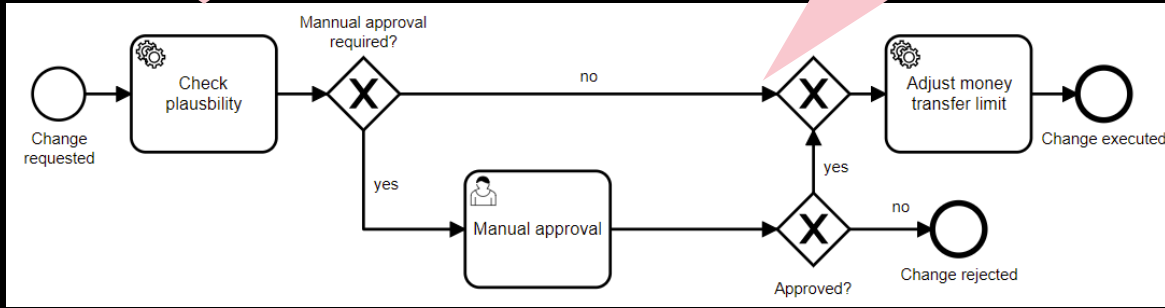 Mannual approval
required?
Check
plausbility
no
Adjust money
transfer limit
Change
requested
Change executed
yes
yes
Manual approval
no
Approved?
Change rejected